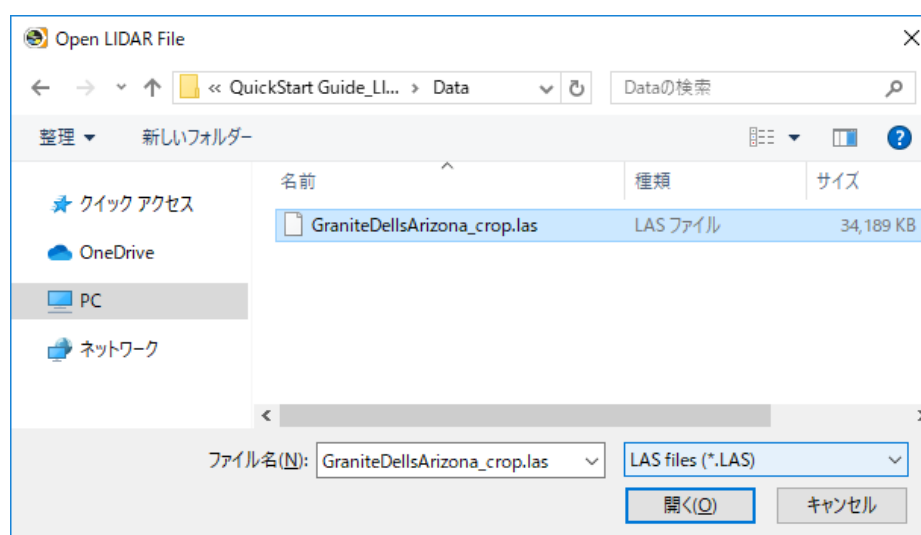 Open LIDAR File
« QuickStart Guide_LI... › Data
Dataの検索
整理
新しいフォルダー
名前
種類
サイズ
クイック アクセス
GraniteDellsArizona_crop.las
LAS ファイル
34,189 KB
OneDrive
PC
ネットワーク
ファイル名(N):
GraniteDellsArizona_crop.las
LAS files (*.LAS)
開く(O)
キャンセル